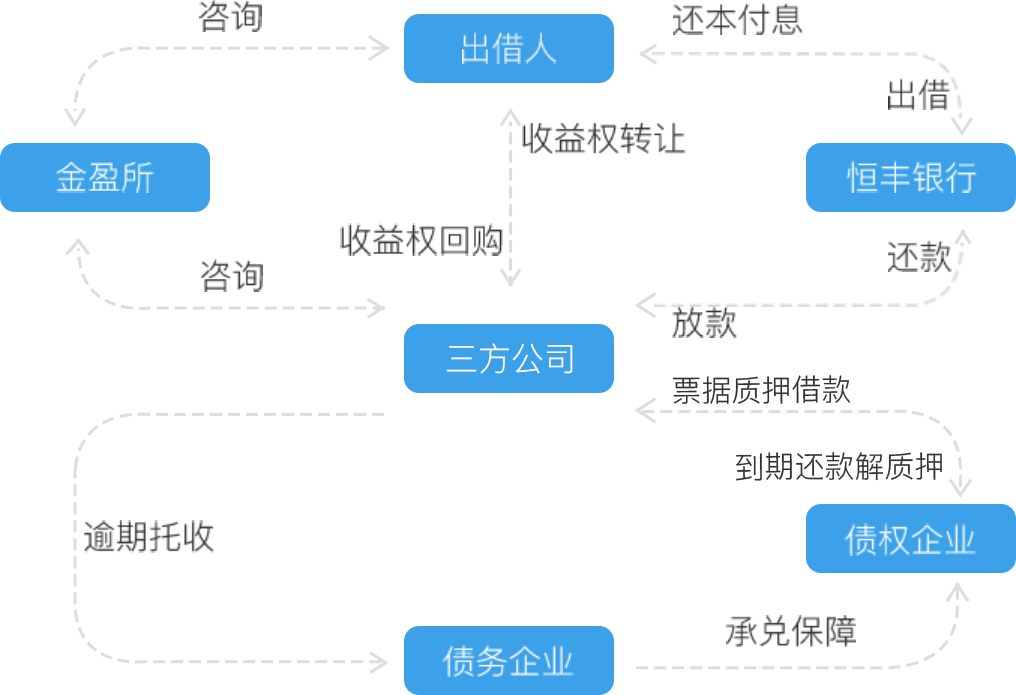 咨询
还本付息
出借人
出借
收益权转让
金盈所
恒丰银行
收益权回购
还款
咨询
放款
三方公司
票据质押借款
到期还款解质押
逾期托收
债权企业
承兑保障
债务企业